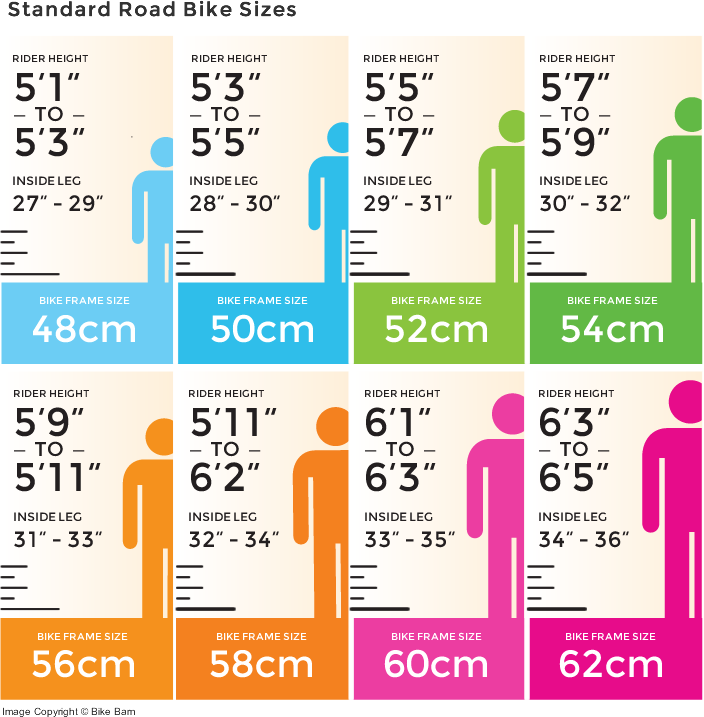 Standard Road Bike Sizes
RIDER HEIGHT
5’1”
– TO –
5’3”
INSIDE LEG
27” - 29”
BIKE FRAME SIZE
48cm
RIDER HEIGHT
5’3”
– TO –
5’5”
INSIDE LEG
28” - 30”
BIKE FRAME SIZE
50cm
RIDER HEIGHT
5’5”
– TO –
5’7”
INSIDE LEG
29” - 31”
BIKE FRAME SIZE
52cm
RIDER HEIGHT
5’7”
– TO –
5’9”
INSIDE LEG
30” - 32”
BIKE FRAME SIZE
54cm
RIDER HEIGHT
5’9”
– TO –
5’11”
INSIDE LEG
31” - 33”
BIKE FRAME SIZE
56cm
RIDER HEIGHT
5’11”
– TO –
6’2”
INSIDE LEG
32” - 34”
BIKE FRAME SIZE
58cm
RIDER HEIGHT
6’1”
– TO –
6’3”
INSIDE LEG
33” - 35”
BIKE FRAME SIZE
60cm
RIDER HEIGHT
6’3”
– TO –
6’5”
INSIDE LEG
34” - 36”
BIKE FRAME SIZE
62cm
Image Copyright © Bike Barn